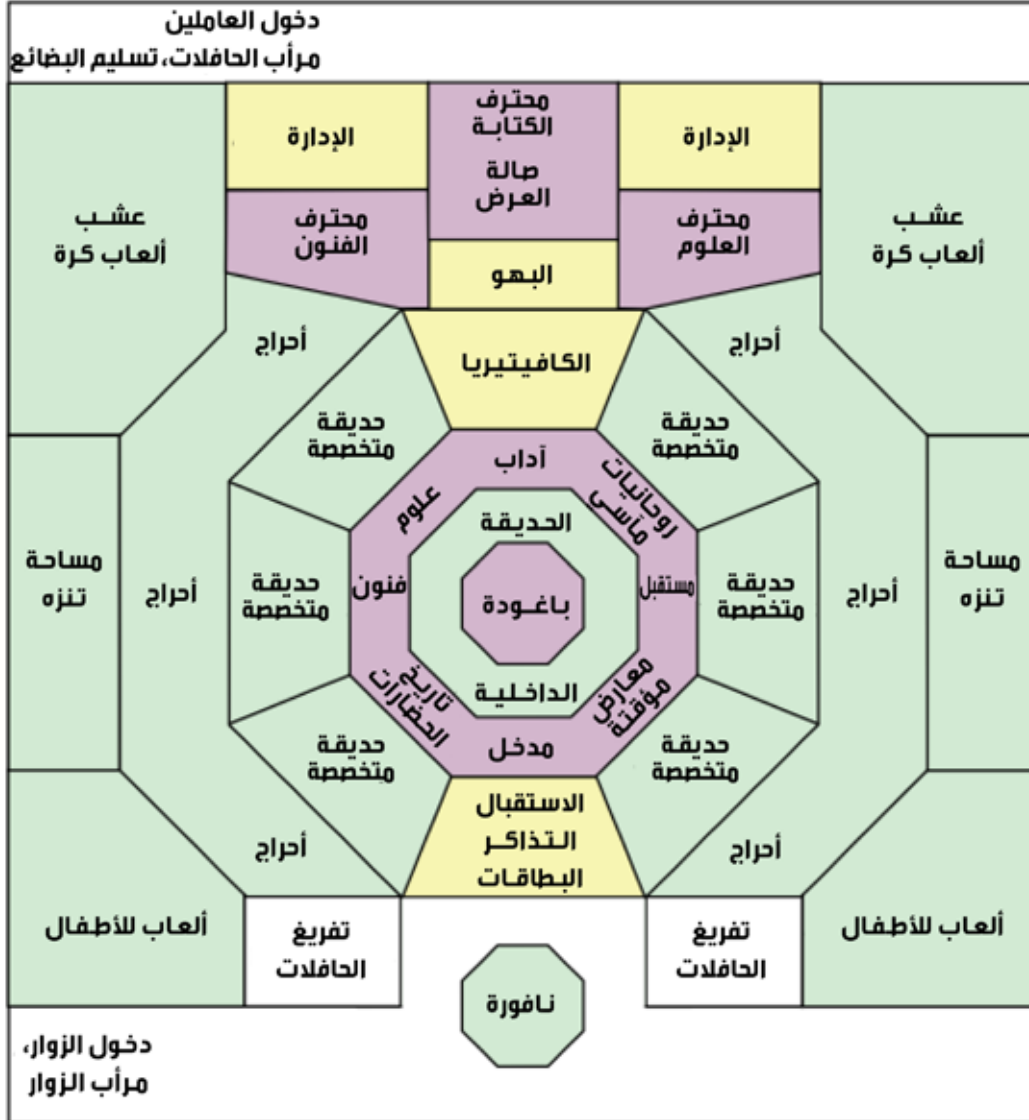 دخول العاملين
مرأب الحافلات، تسليم البضائع
الإدارة
محترف
الكتابة
صالة
العرض
الإدارة
محترف
العلوم
محترف
الفنون
البهو
عشب
ألعاب كرة
عشب
ألعاب كرة
أحراج
الكافيتيريا
أحراج
حديقة
متخصصة
حديقة
متخصصة
آداب
روحانيات
مآسي
علوم
الحديقة
مساحة
تنزه
أحراج
حديقة
متخصصة
مستقبل
باغودة
فنون
حديقة
متخصصة
أحراج
مساحة
تنزه
الداخلية
معارض
مؤقتة
تاريخ
الحضارات
مدخل
حديقة
متخصصة
حديقة
متخصصة
الاستقبال
التذاكر
البطاقات
أحراج
أحراج
ألعاب للأطفال
تفريغ
الحافلات
تفريغ
الحافلات
ألعاب للأطفال
نافورة
دخول الزوار،
مرأب الزوار